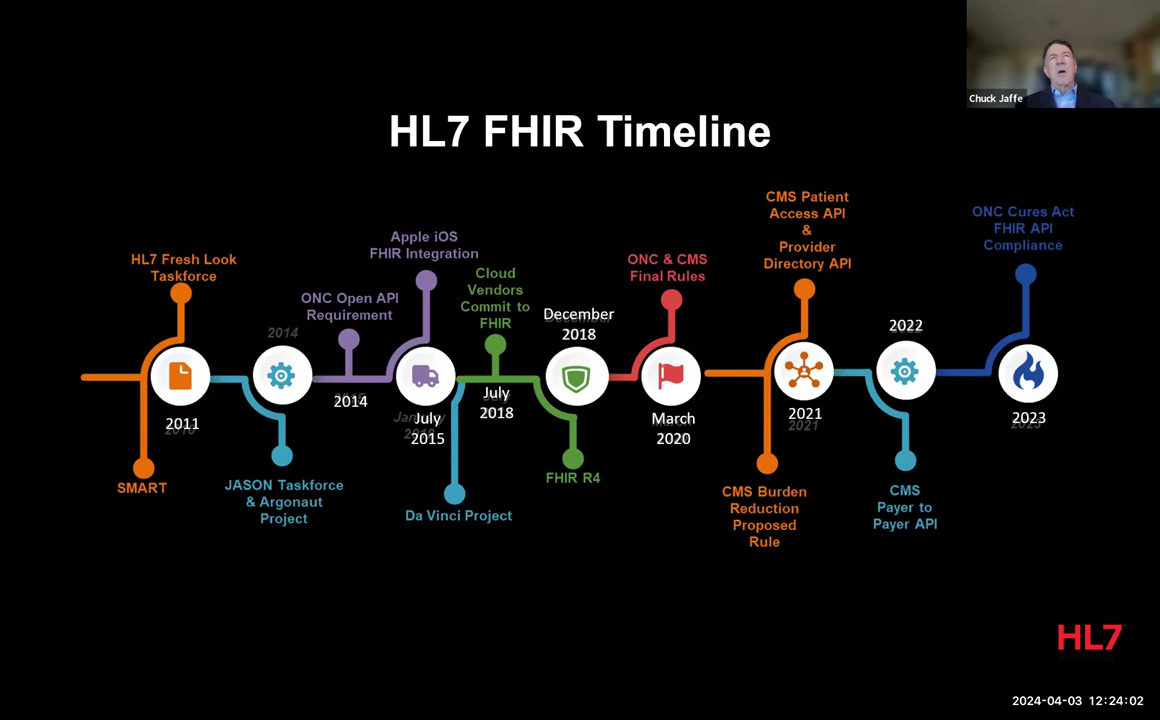 Chuck Jaffe
HL7 FHIR Timeline
HL7 Fresh Look
Taskforce
2011
2010
SMART
2014
JASON Taskforce
& Argonaut
Project
ONC Open API
Requirement
2014
Apple iOS
FHIR Integration
July
2015
Da Vinci Project
Cloud
Vendors
Commit to
FHIR
July
2018
December
2018
FHIR R4
ONC & CMS
Final Rules
March
2020
CMS Patient
Access API
&
Provider
Directory API
2021
2021
CMS Burden
Reduction
Proposed
Rule
2022
CMS
Payer to
Payer API
ONC Cures Act
FHIR API
Compliance
2023
HL7
2024-04-03 12:24:02